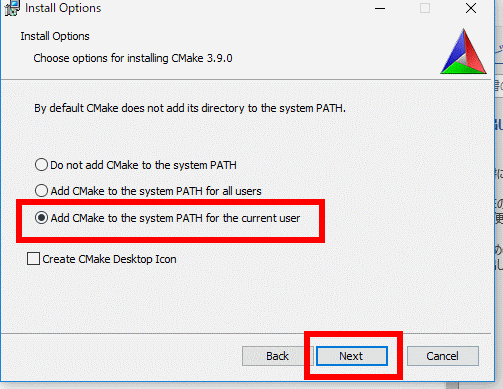 Install Options
Install Options
Choose options for installing CMake 3.9.0
By default CMake does not add its directory to the system PATH.
Do not add CMake to the system PATH
Add CMake to the system PATH for all users
Add CMake to the system PATH for the current user
Create CMake Desktop Icon
Back
Next
Cancel